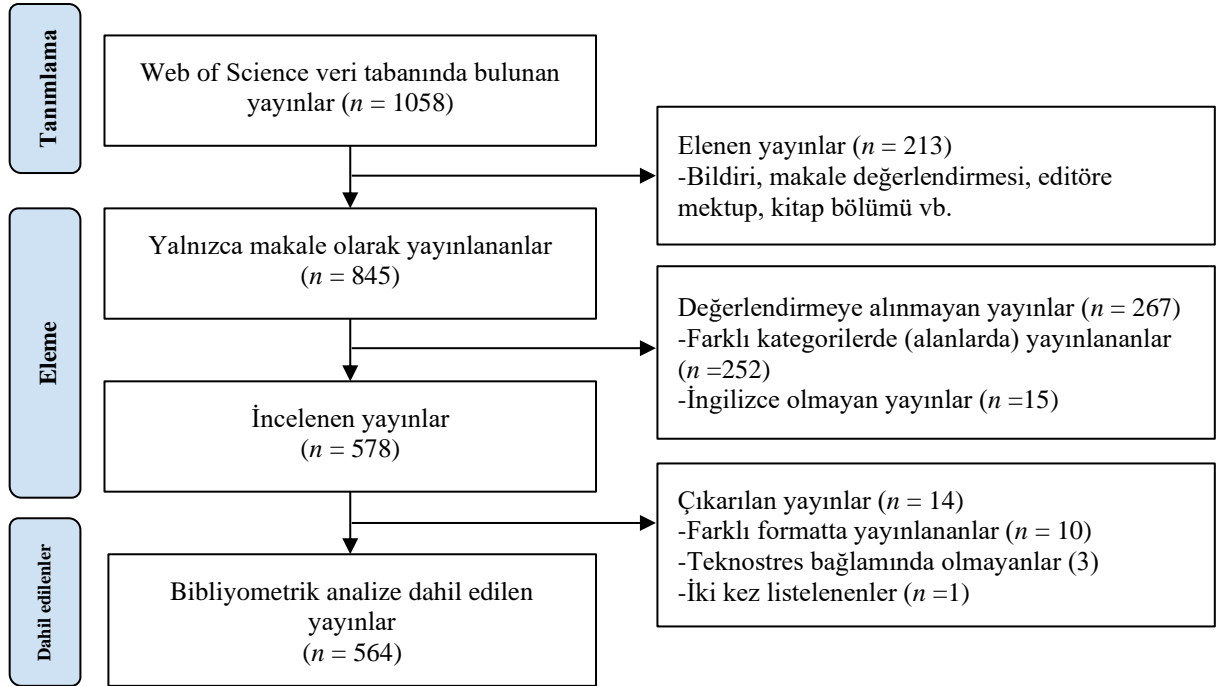 Tanımlama
Web of Science veri tabanında bulunan
yayınlar (n = 1058)
Elenen yayınlar (n = 213)
-Bildiri, makale değerlendirmesi, editöre
mektup, kitap bölümü vb.
Eleme
Yalnızca makale olarak yayınlananlar
(n = 845)
Değerlendirmeye alınmayan yayınlar (n = 267)
-Farklı kategorilerde (alanlarda) yayınlananlar
(n =252)
-İngilizce olmayan yayınlar (n =15)
İncelenen yayınlar
(n = 578)
Çıkarılan yayınlar (n = 14)
-Farklı formatta yayınlananlar (n = 10)
-Teknostres bağlamında olmayanlar (3)
-İki kez listelenenler (n =1)
Dahil edilenler
Bibliyometrik analize dahil edilen
yayınlar
(n = 564)